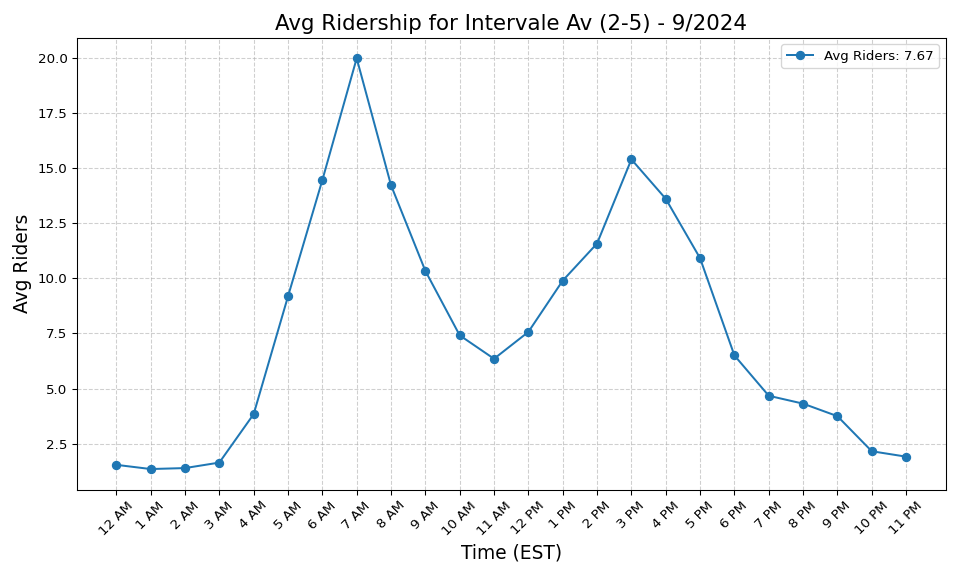 Avg Ridership for Intervale Av (2-5) - 9/2024
Avg Riders: 7.67
Avg Riders
20.0
17.5
15.0
12.5
10.0
7.5
5.0
2.5
12 AM 1 AM 2 AM 3 AM 4 AM 5 AM 6 AM 7 AM 8 AM 9 AM 10 AM 11 AM 12 PM 1 PM 2 PM 3 PM 4 PM 5 PM 6 PM 7 PM 8 PM 9 PM 10 PM 11 PM
Time (EST)